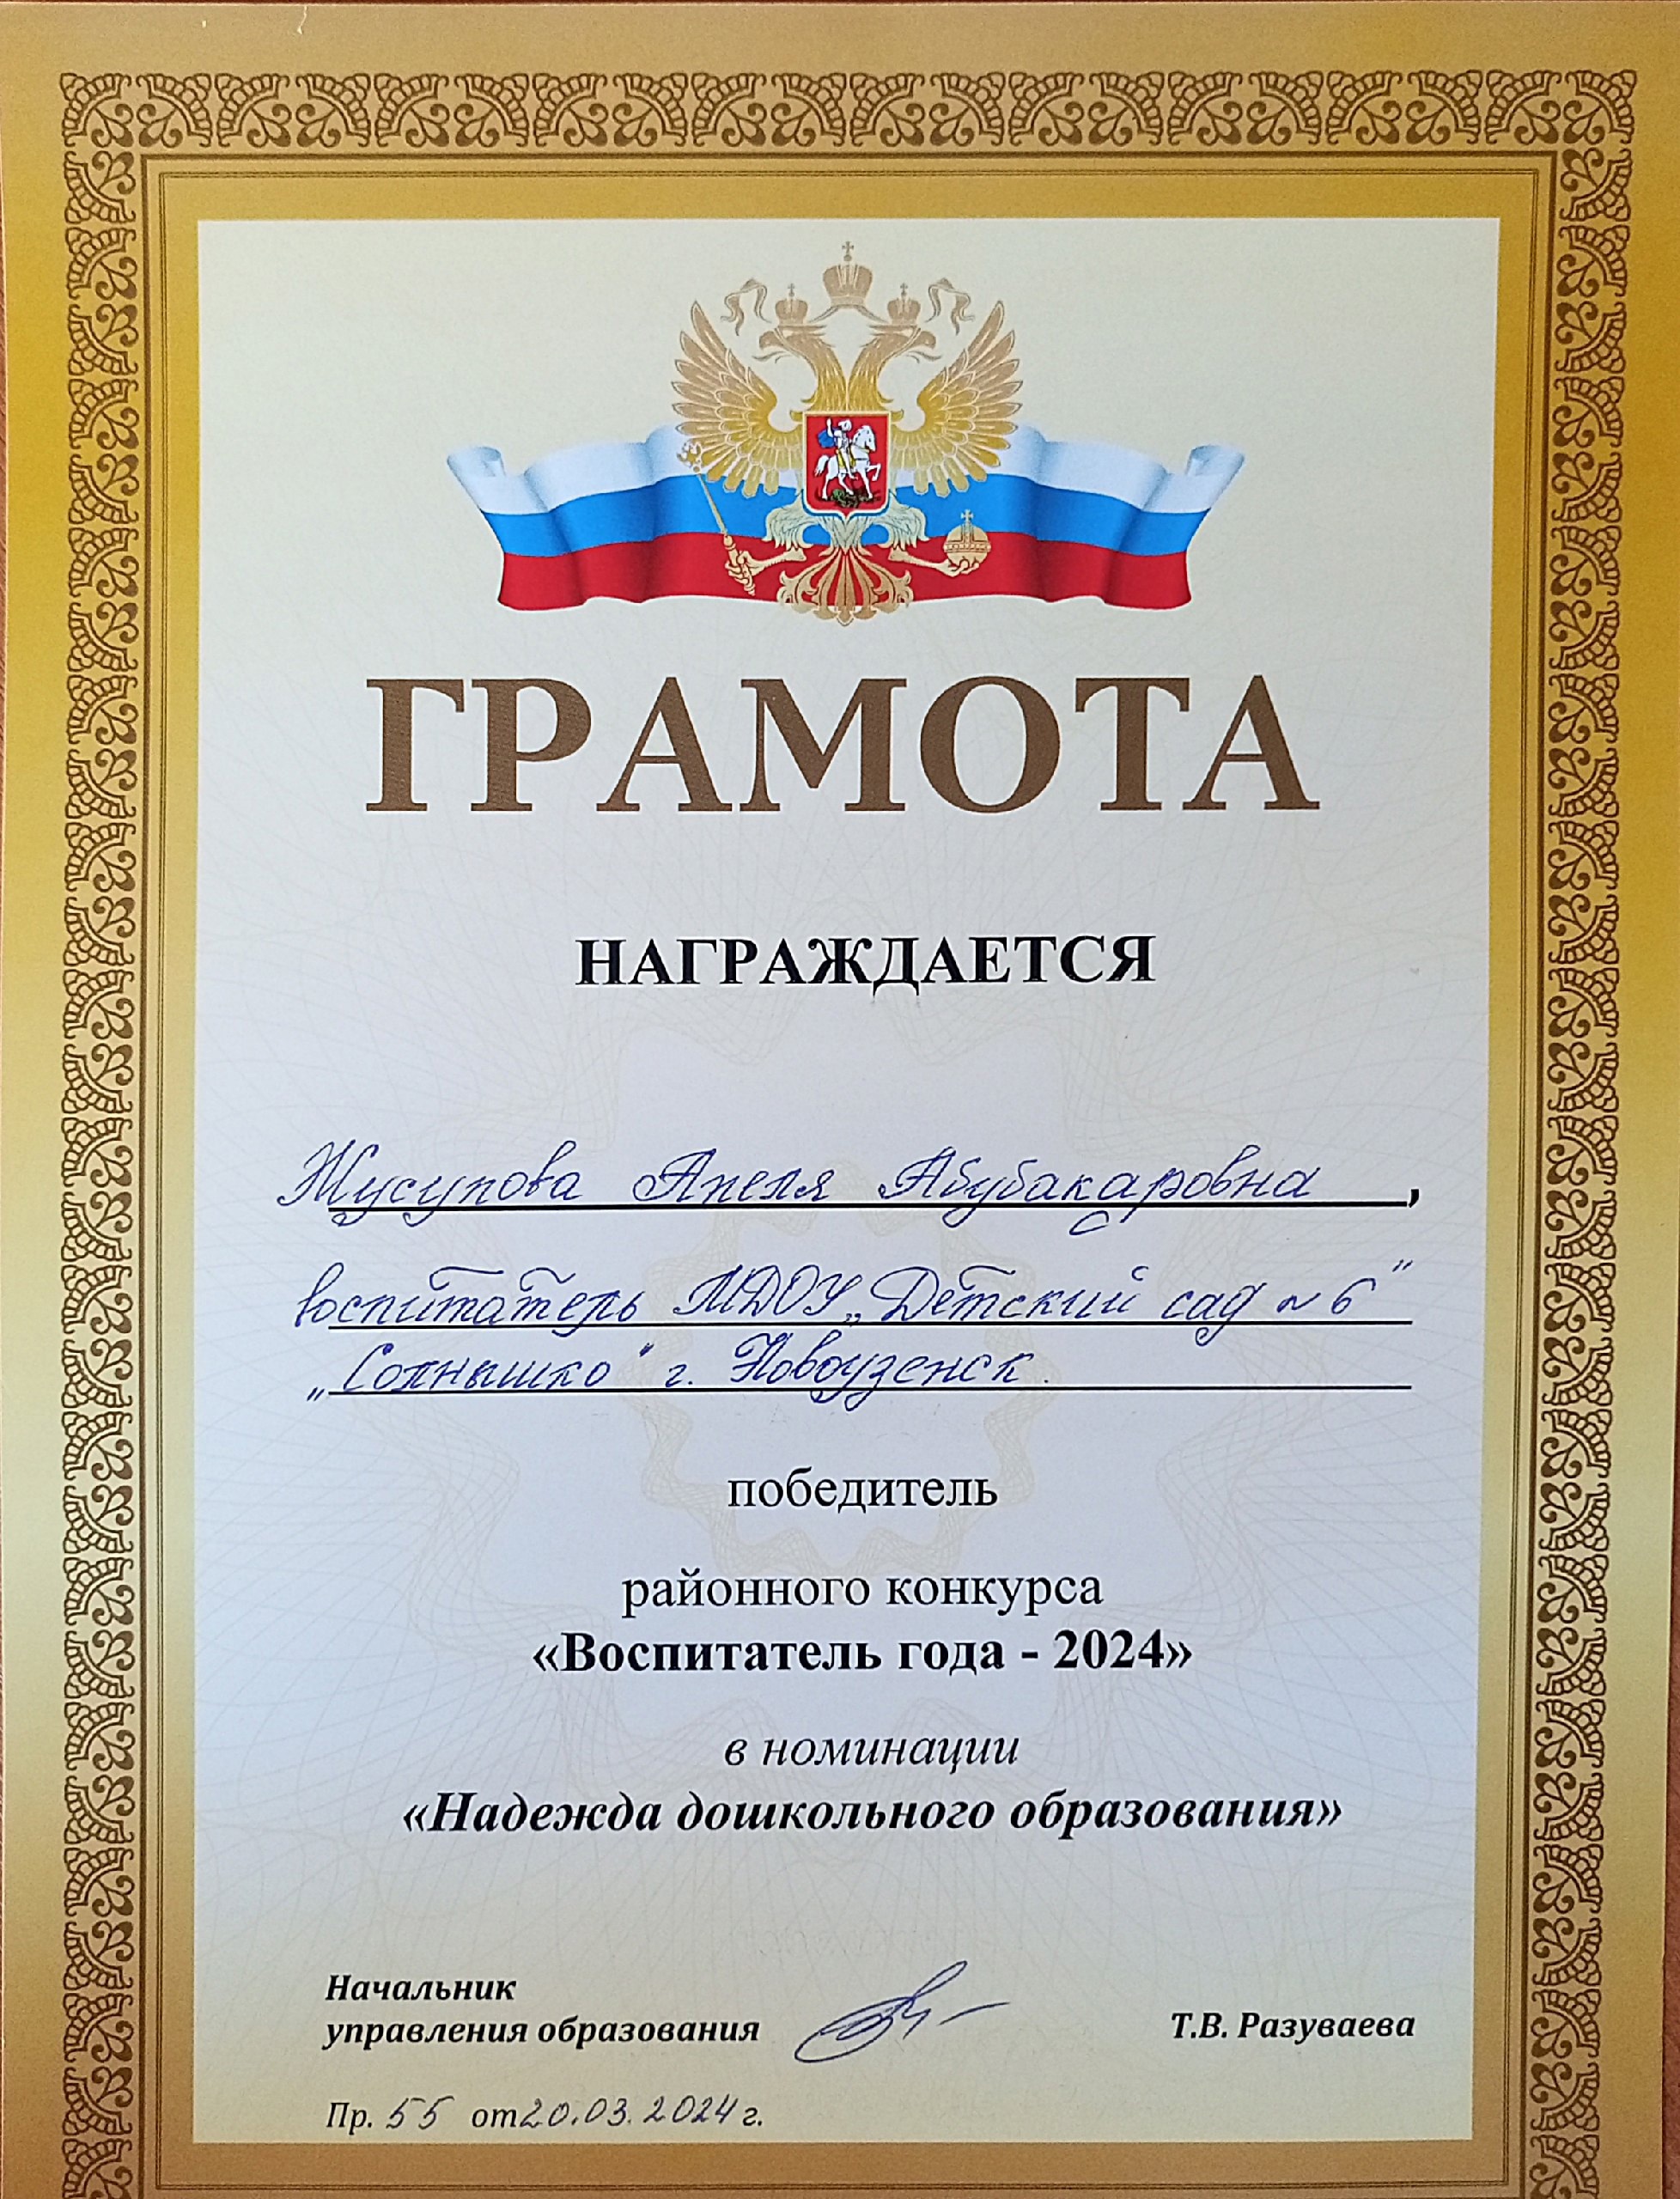 ГРАМОТА
НАГРАЖДАЕТСЯ
Жусупова Анеля Абубакаровна,
воспитатель МДОУ „Детский сад № 6"
„Солнышко" г. Новоузенск.
победитель
районного конкурса
«Воспитатель года - 2024»
в номинации
«Надежда дошкольного образования»
Начальник
управления образования Т.В. Разуваева
Пр. 55 от 20.03.2024 г.